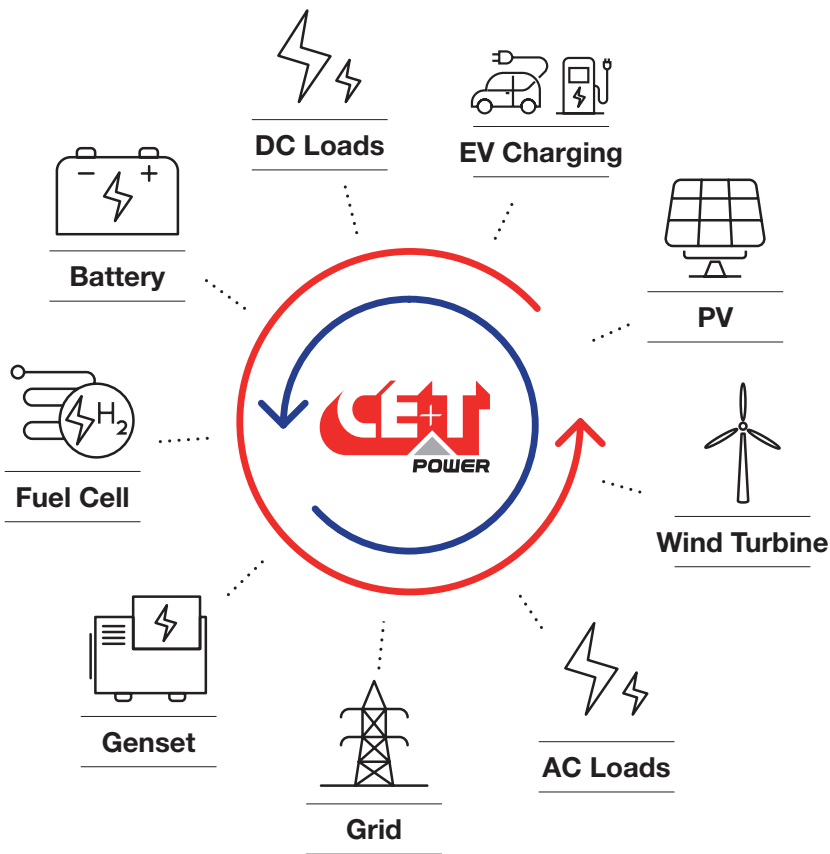 DC Loads
EV Charging
− +
Battery
PV
CE+T
POWER
H2
Fuel Cell
Wind Turbine
Genset
AC Loads
Grid